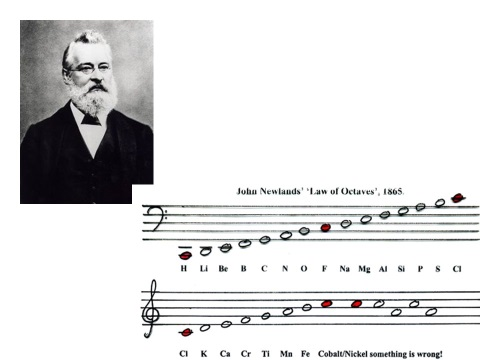 John Newlands' 'Law of Octaves', 1865.
H Li Be B C N O F Na Mg Al Si P S Cl
Cl K Ca Cr Ti Mn Fe Cobalt/Nickel something is wrong!